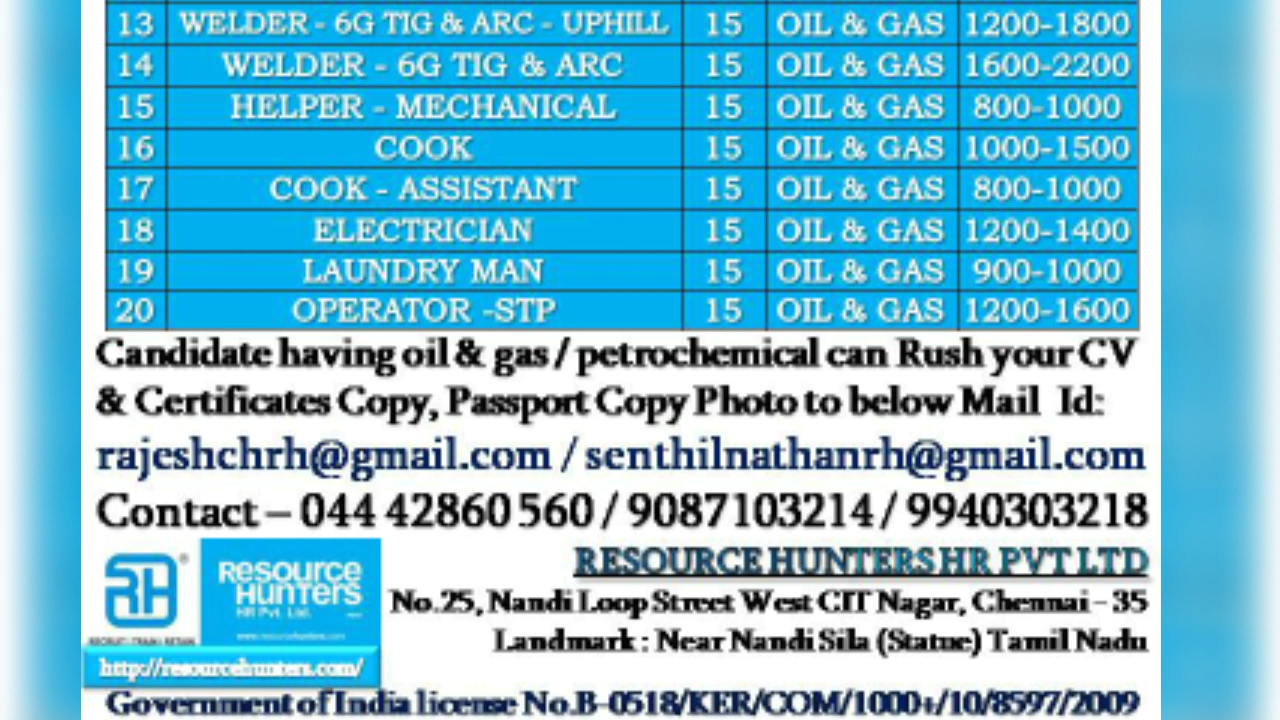 13 WELDER - 6G TIG & ARC - UPHILL 15 OIL & GAS 1200-1800
14 WELDER - 6G TIG & ARC 15 OIL & GAS 1600-2200
15 HELPER - MECHANICAL 15 OIL & GAS 800-1000
16 COOK 15 OIL & GAS 1000-1500
17 COOK - ASSISTANT 15 OIL & GAS 800-1000
18 ELECTRICIAN 15 OIL & GAS 1200-1400
19 LAUNDRY MAN 15 OIL & GAS 900-1000
20 OPERATOR -STP 15 OIL & GAS 1200-1600
Candidate having oil & gas / petrochemical can Rush your CV
& Certificates Copy, Passport Copy Photo to below Mail Id:
rajeshchrh@gmail.com / senthilnathanrh@gmail.com
Contact – 044 42860 560 / 9087103214 / 9940303218
RESOURCE HUNTERS HR PVT LTD
No.25, Nandi Loop Street West CIT Nagar, Chennai – 35
Landmark : Near Nandi Sila (Statue) Tamil Nadu
RH®
RECRUIT | TRAIN | RETAIN
Resource
Hunters
HR Pvt. Ltd.
www.resourcehunters.com
http://resourcehunters.com/
Government of India license No.B-0518/KER/COM/1000+/10/8597/2009